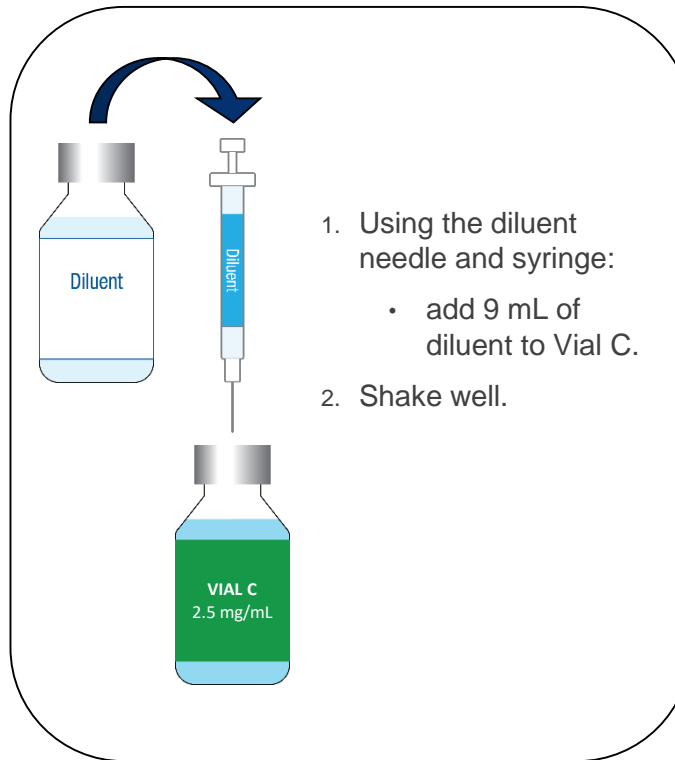 Diluent
Diluent
1. Using the diluent
needle and syringe:
• add 9 mL of
diluent to Vial C.
2. Shake well.
VIAL C
2.5 mg/mL